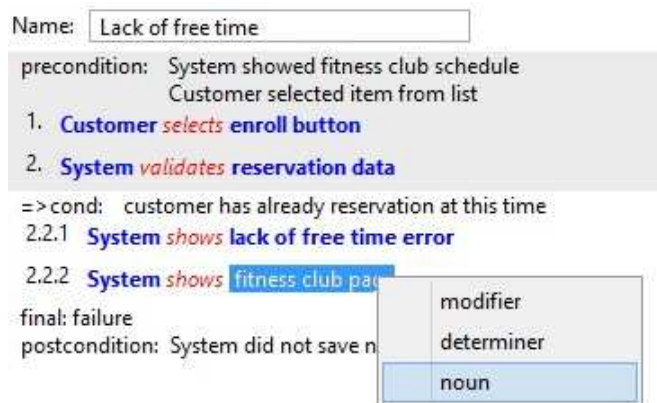 Name: Lack of free time
precondition: System showed fitness club schedule
Customer selected item from list
1. Customer selects enroll button
2. System validates reservation data
=>cond: customer has already reservation at this time
2.2.1 System shows lack of free time error
2.2.2 System shows fitness club pag
modifier
final: failure
postcondition: System did not save n
determiner
noun